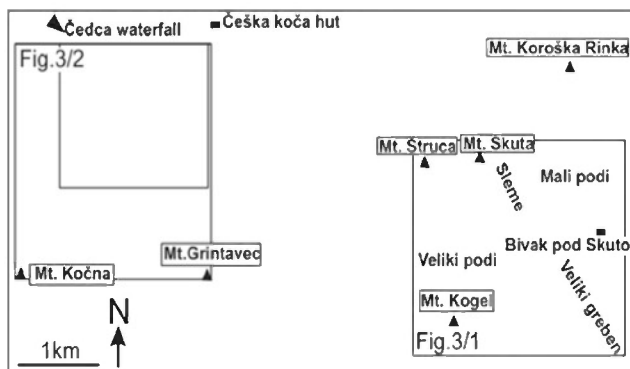 Čedca waterfall
Češka koča hut
Fig.3/2
Mt. Koroška Rinka
Mt. Štruca
Mt. Skuta
Sleme
Mali podi
Mt. Kočna
Mt.Grintavec
Veliki podi
Bivak pod Skuto
Veliki greben
Mt. Kogel
Fig.3/1
N
1km